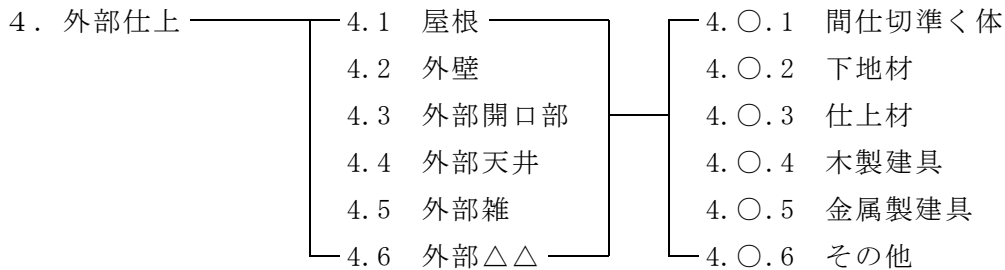 4．外部仕上 4.1 屋根 4.○.1 間仕切準く体
4.2 外壁 4.○.2 下地材
4.3 外部開口部 4.○.3 仕上材
4.4 外部天井 4.○.4 木製建具
4.5 外部雑 4.○.5 金属製建具
4.6 外部△△ 4.○.6 その他